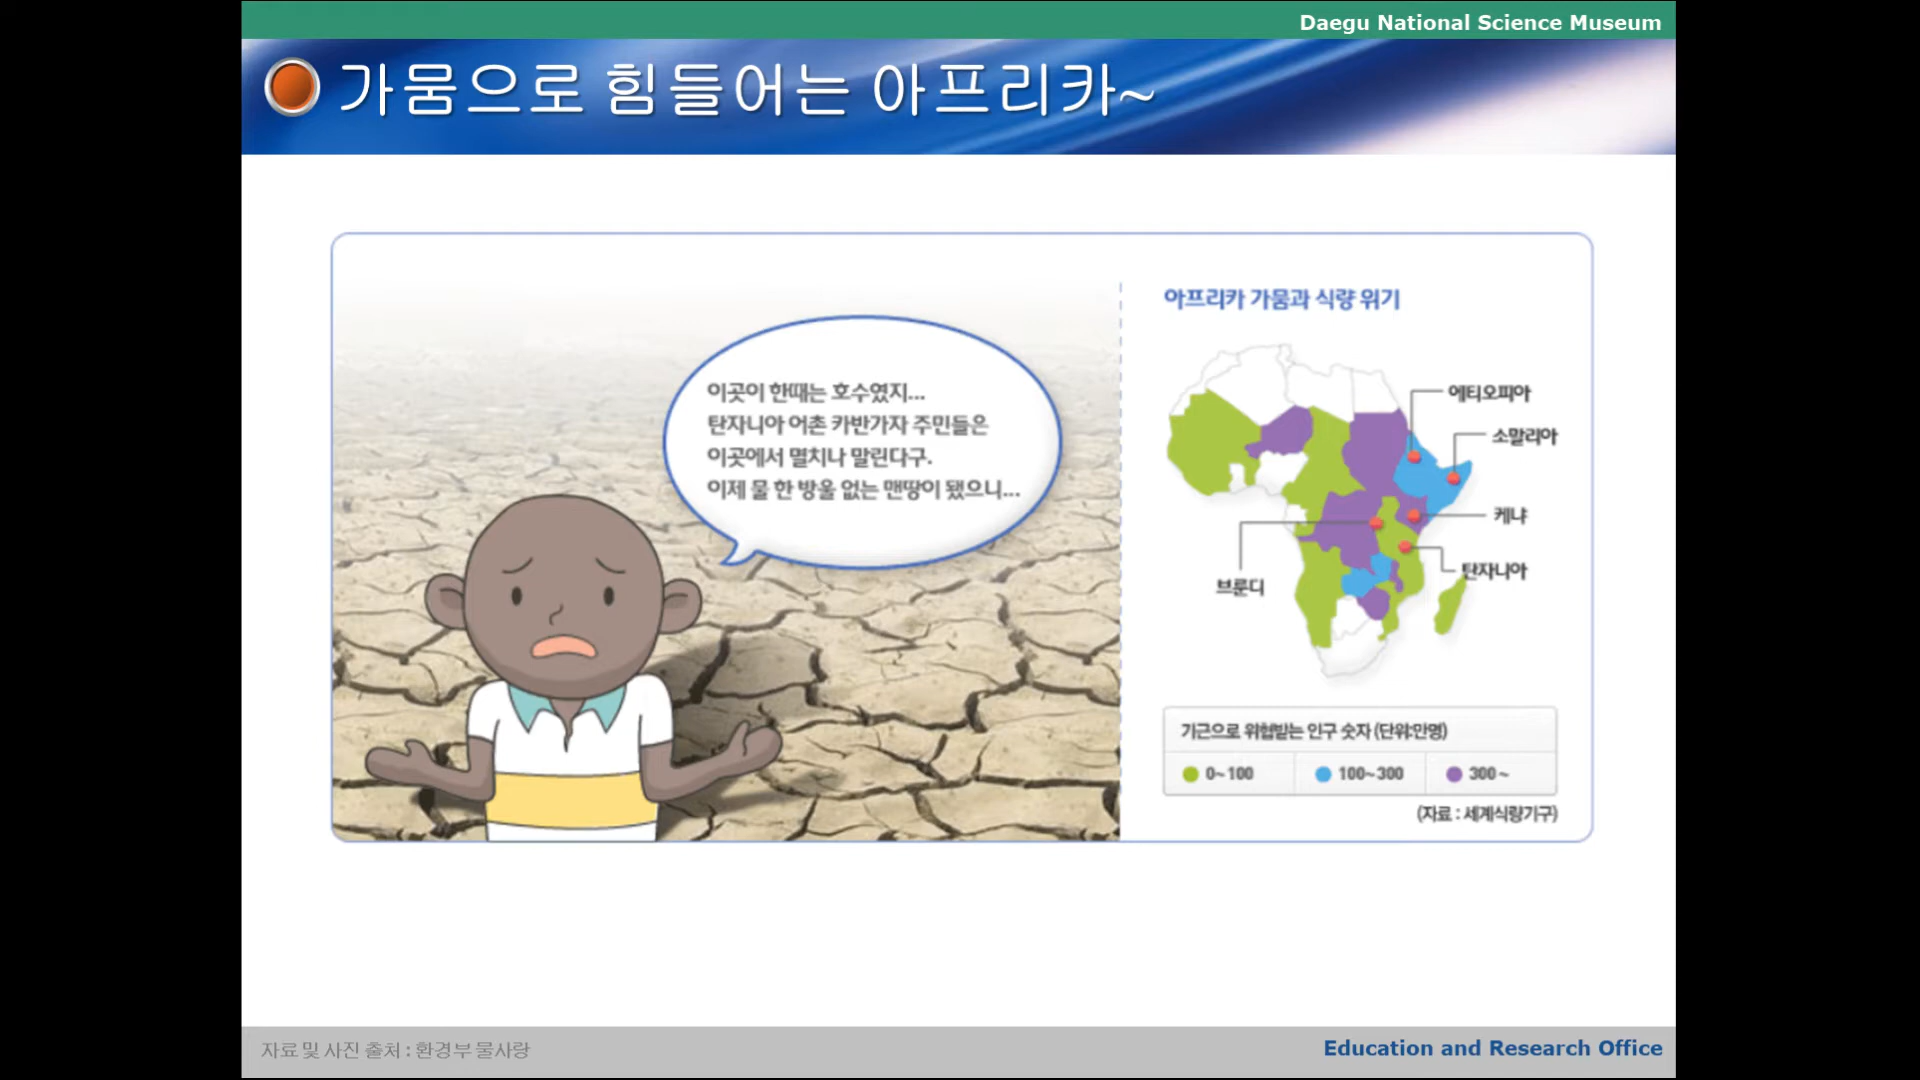 Daegu National Science Museum
가뭄으로 힘들어는 아프리카~
이곳이 한때는 호수였지...
탄자니아 어촌 카반가자 주민들은
이곳에서 멸치나 말린다구.
이제 물 한 방울 없는 맨땅이 됐으니...
아프리카 가뭄과 식량 위기
에티오피아
소말리아
케냐
탄자니아
브룬디
기근으로 위협받는 인구 숫자(단위:만명)
0~100 100~300 300~
(자료 : 세계식량기구)
자료 및 사진 출처 : 환경부 물사랑
Education and Research Office